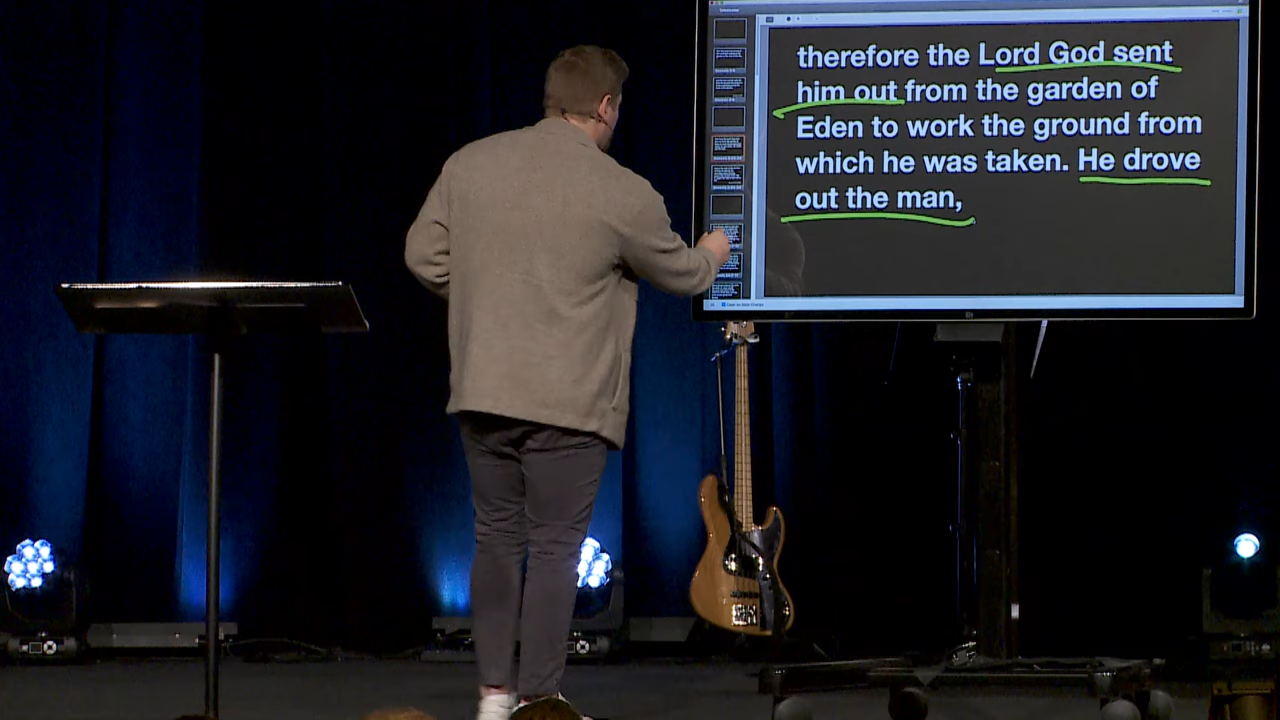 therefore the Lord God sent
him out from the garden of
Eden to work the ground from
which he was taken. He drove
out the man,